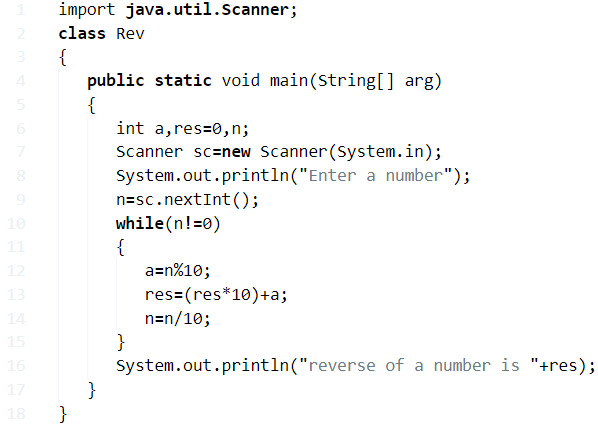 1 import java.util.Scanner;
2 class Rev
3 {
4 public static void main(String[] arg)
5 {
6 int a,res=0,n;
7 Scanner sc=new Scanner(System.in);
8 System.out.println("Enter a number");
9 n=sc.nextInt();
10 while(n!=0)
11 {
12 a=n%10;
13 res=(res*10)+a;
14 n=n/10;
15 }
16 System.out.println("reverse of a number is "+res);
17 }
18 }